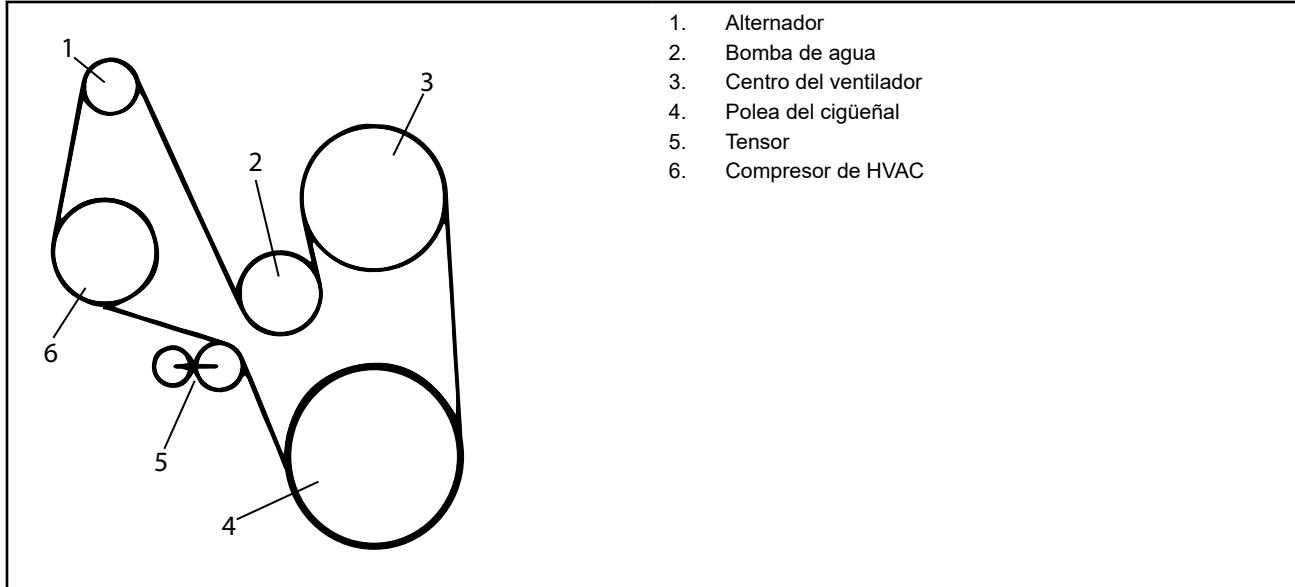 1
2
3
4
5
6
1. Alternador
2. Bomba de agua
3. Centro del ventilador
4. Polea del cigüeñal
5. Tensor
6. Compresor de HVAC